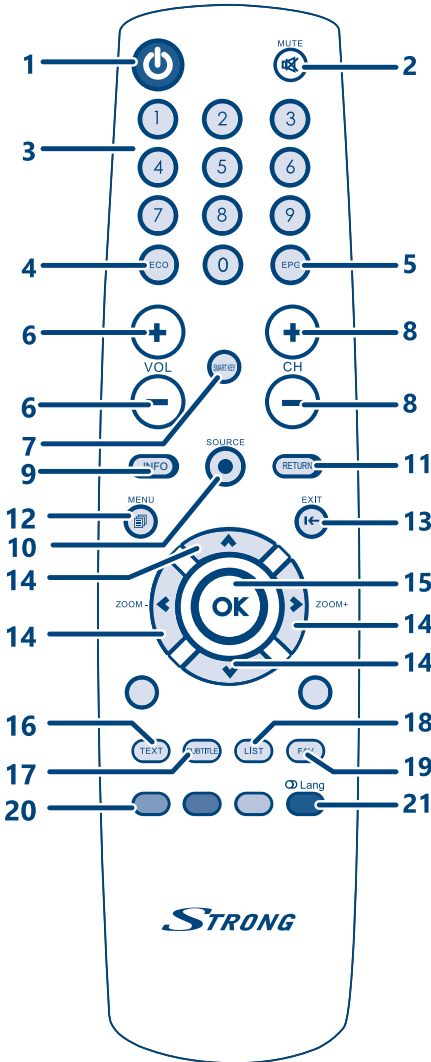 MUTE
1
2
1 2 3
3
4 5 6
7 8 9
4
ECO 0 EPG
5
6
+ +
8
VOL SMART KEY CH
6
- -
8
7
SOURCE
9
INFO RETURN
11
10
MENU EXIT
12
13
14
15
ZOOM - OK ZOOM+
14
14
14
16
18
TEXT SUBTITLE LIST FAV
17
19
Lang
20
21
STRONG